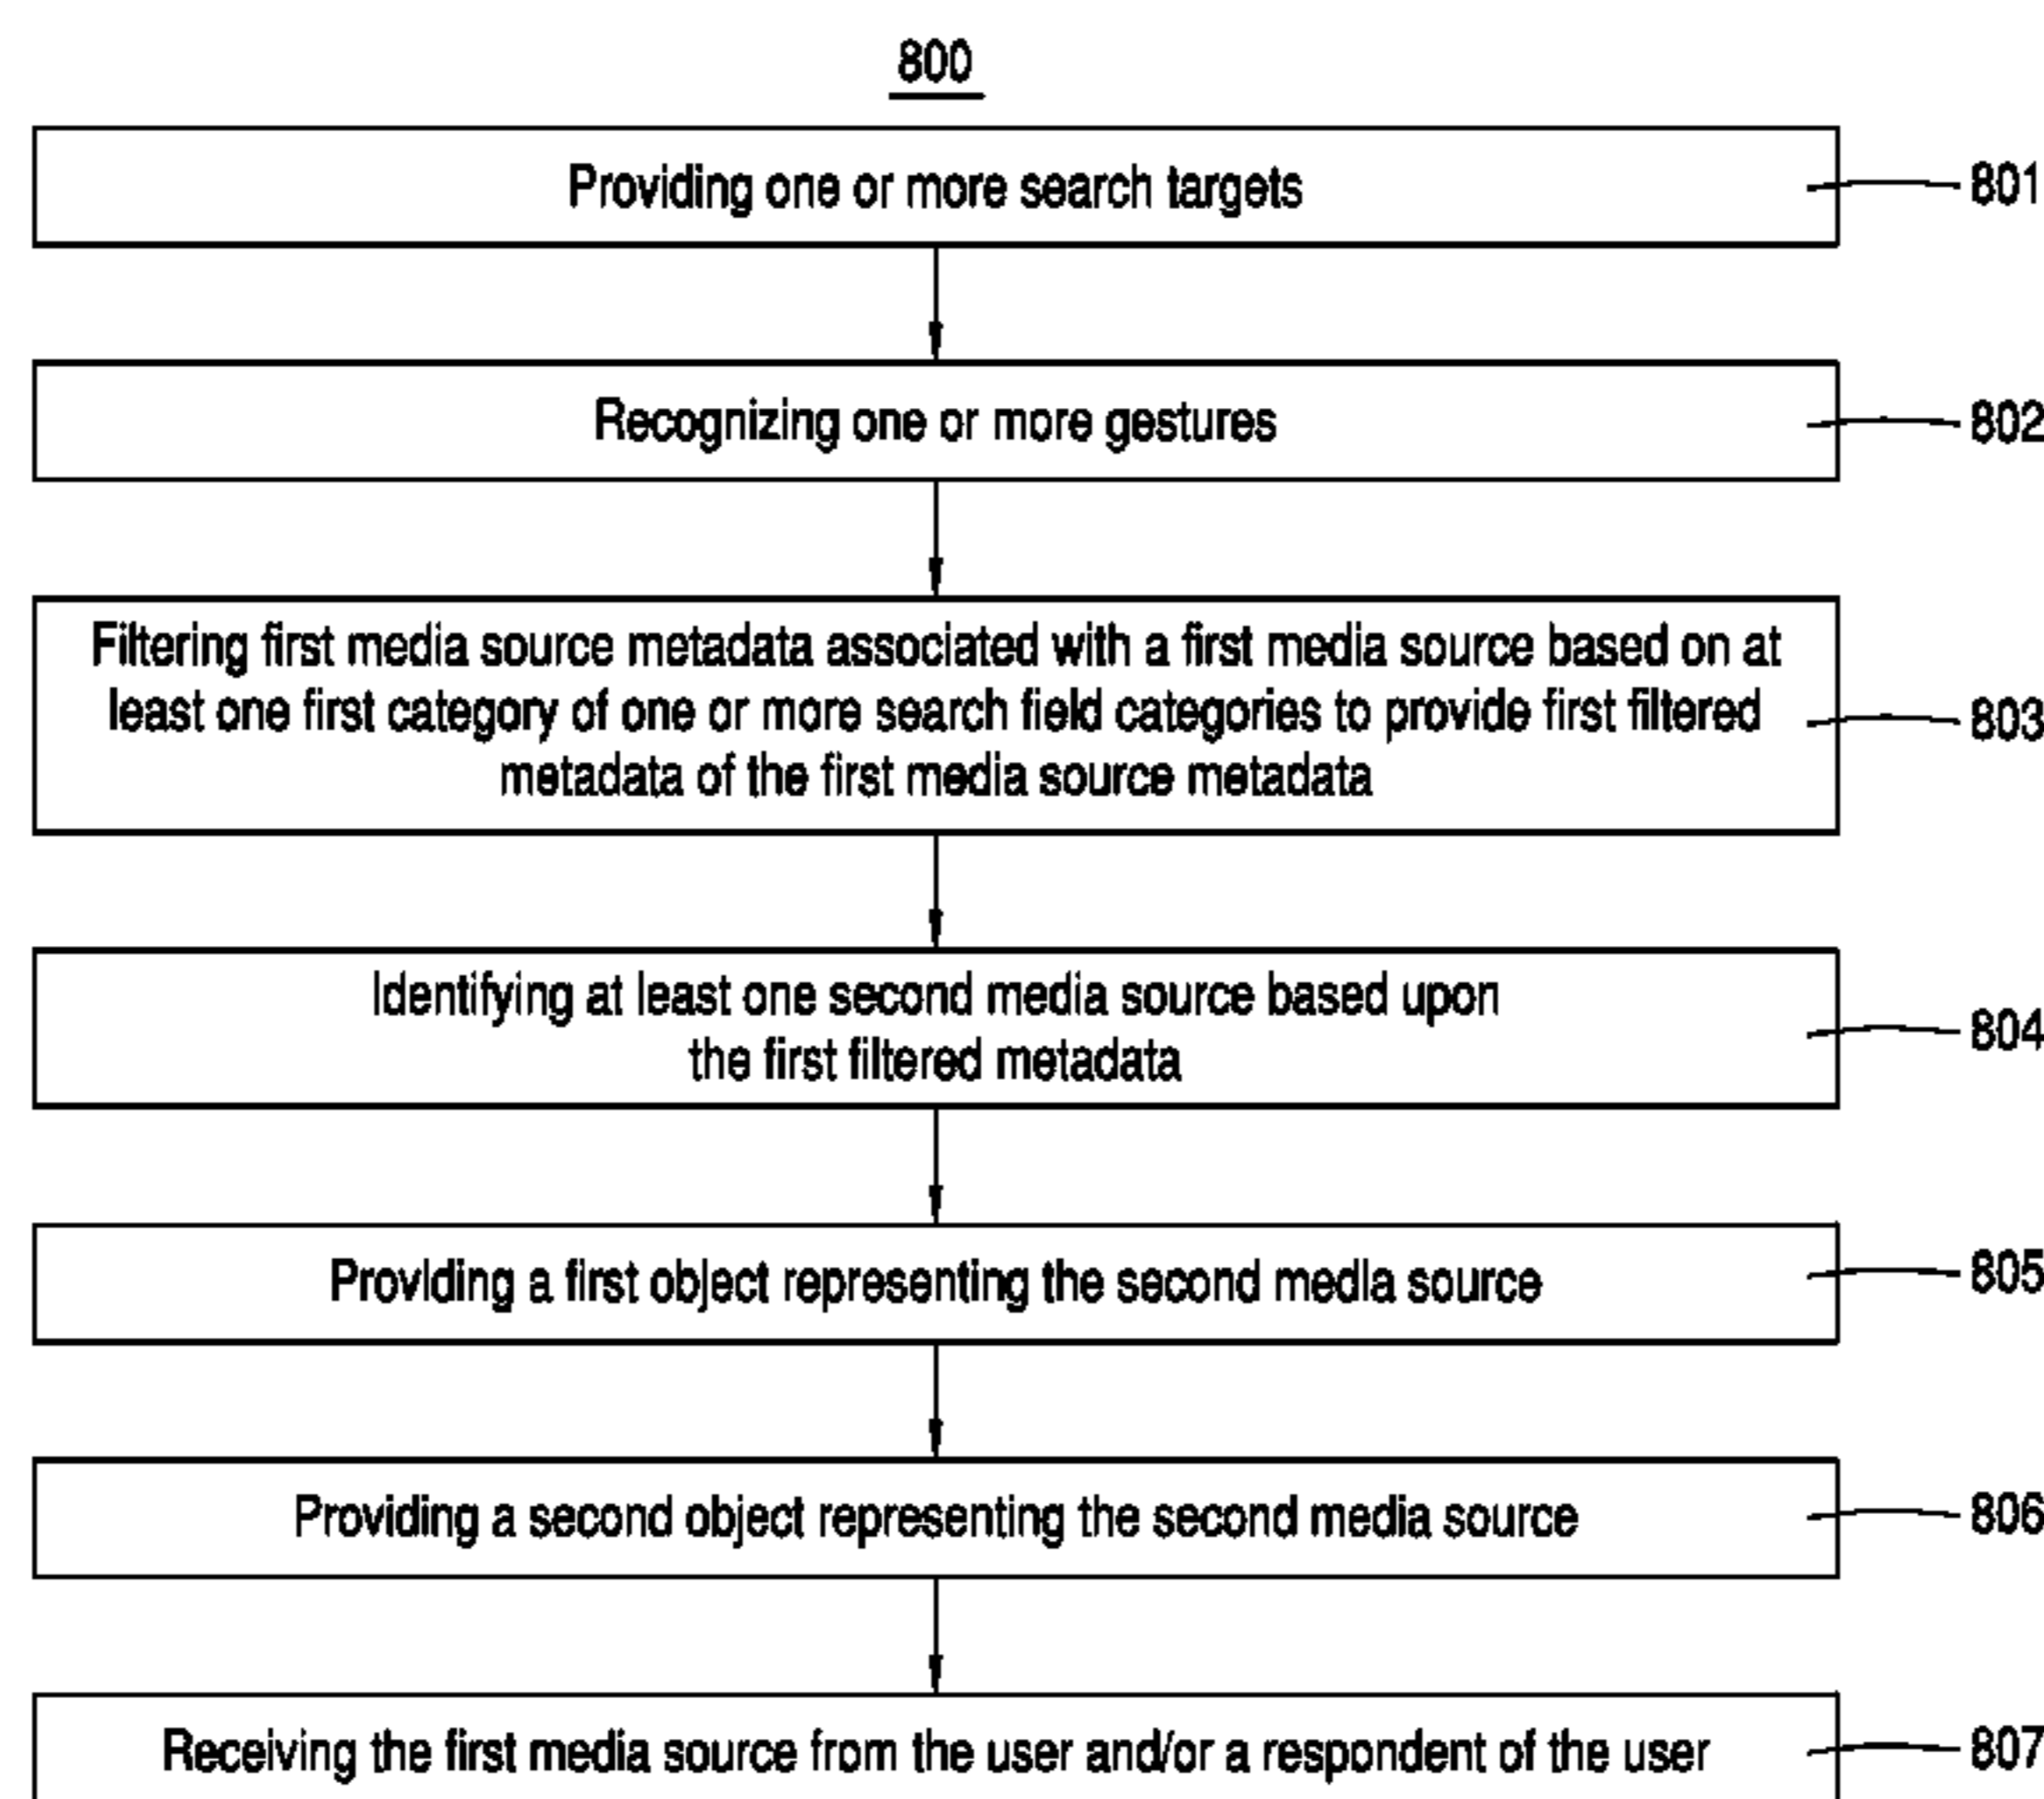 800
Providing one or more search targets
801
Recognizing one or more gestures
802
Filtering first media source metadata associated with a first media source based on at
least one first category of one or more search field categories to provide first filtered
metadata of the first media source metadata
803
Identifying at least one second media source based upon
the first filtered metadata
804
Providing a first object representing the second media source
805
Providing a second object representing the second media source
806
Receiving the first media source from the user and/or a respondent of the user
807